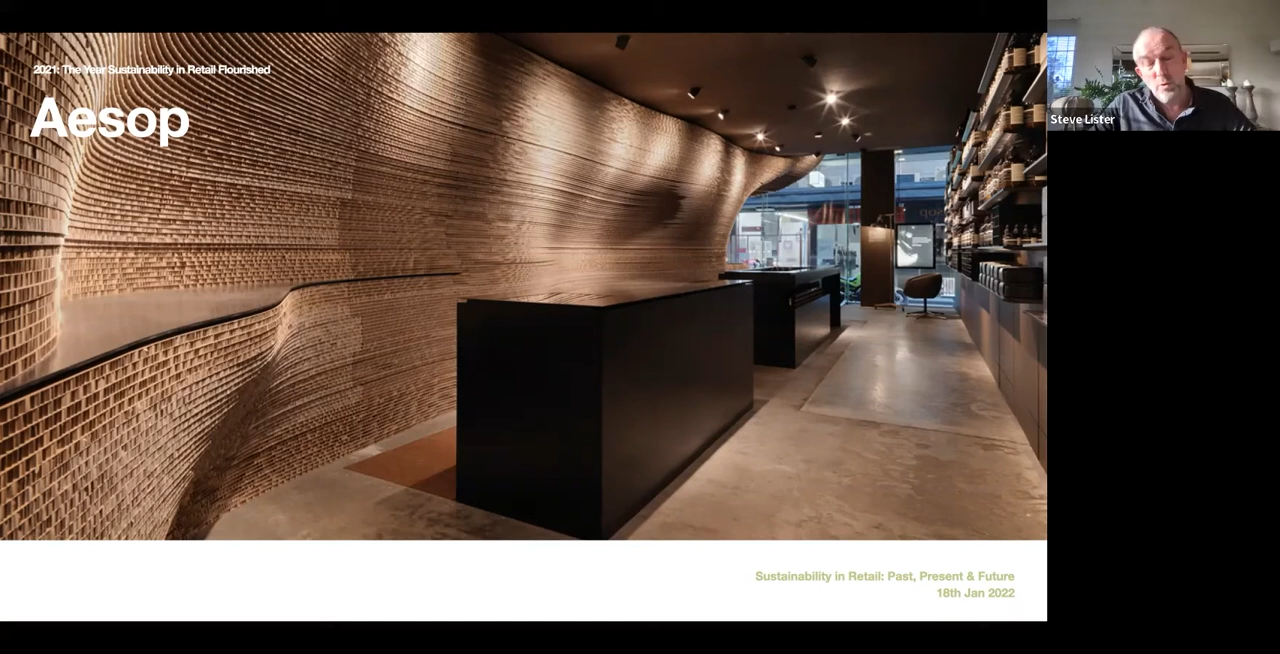 2021: The Year Sustainability in Retail Flourished
Aesop
Steve Lister
Sustainability in Retail: Past, Present & Future
18th Jan 2022